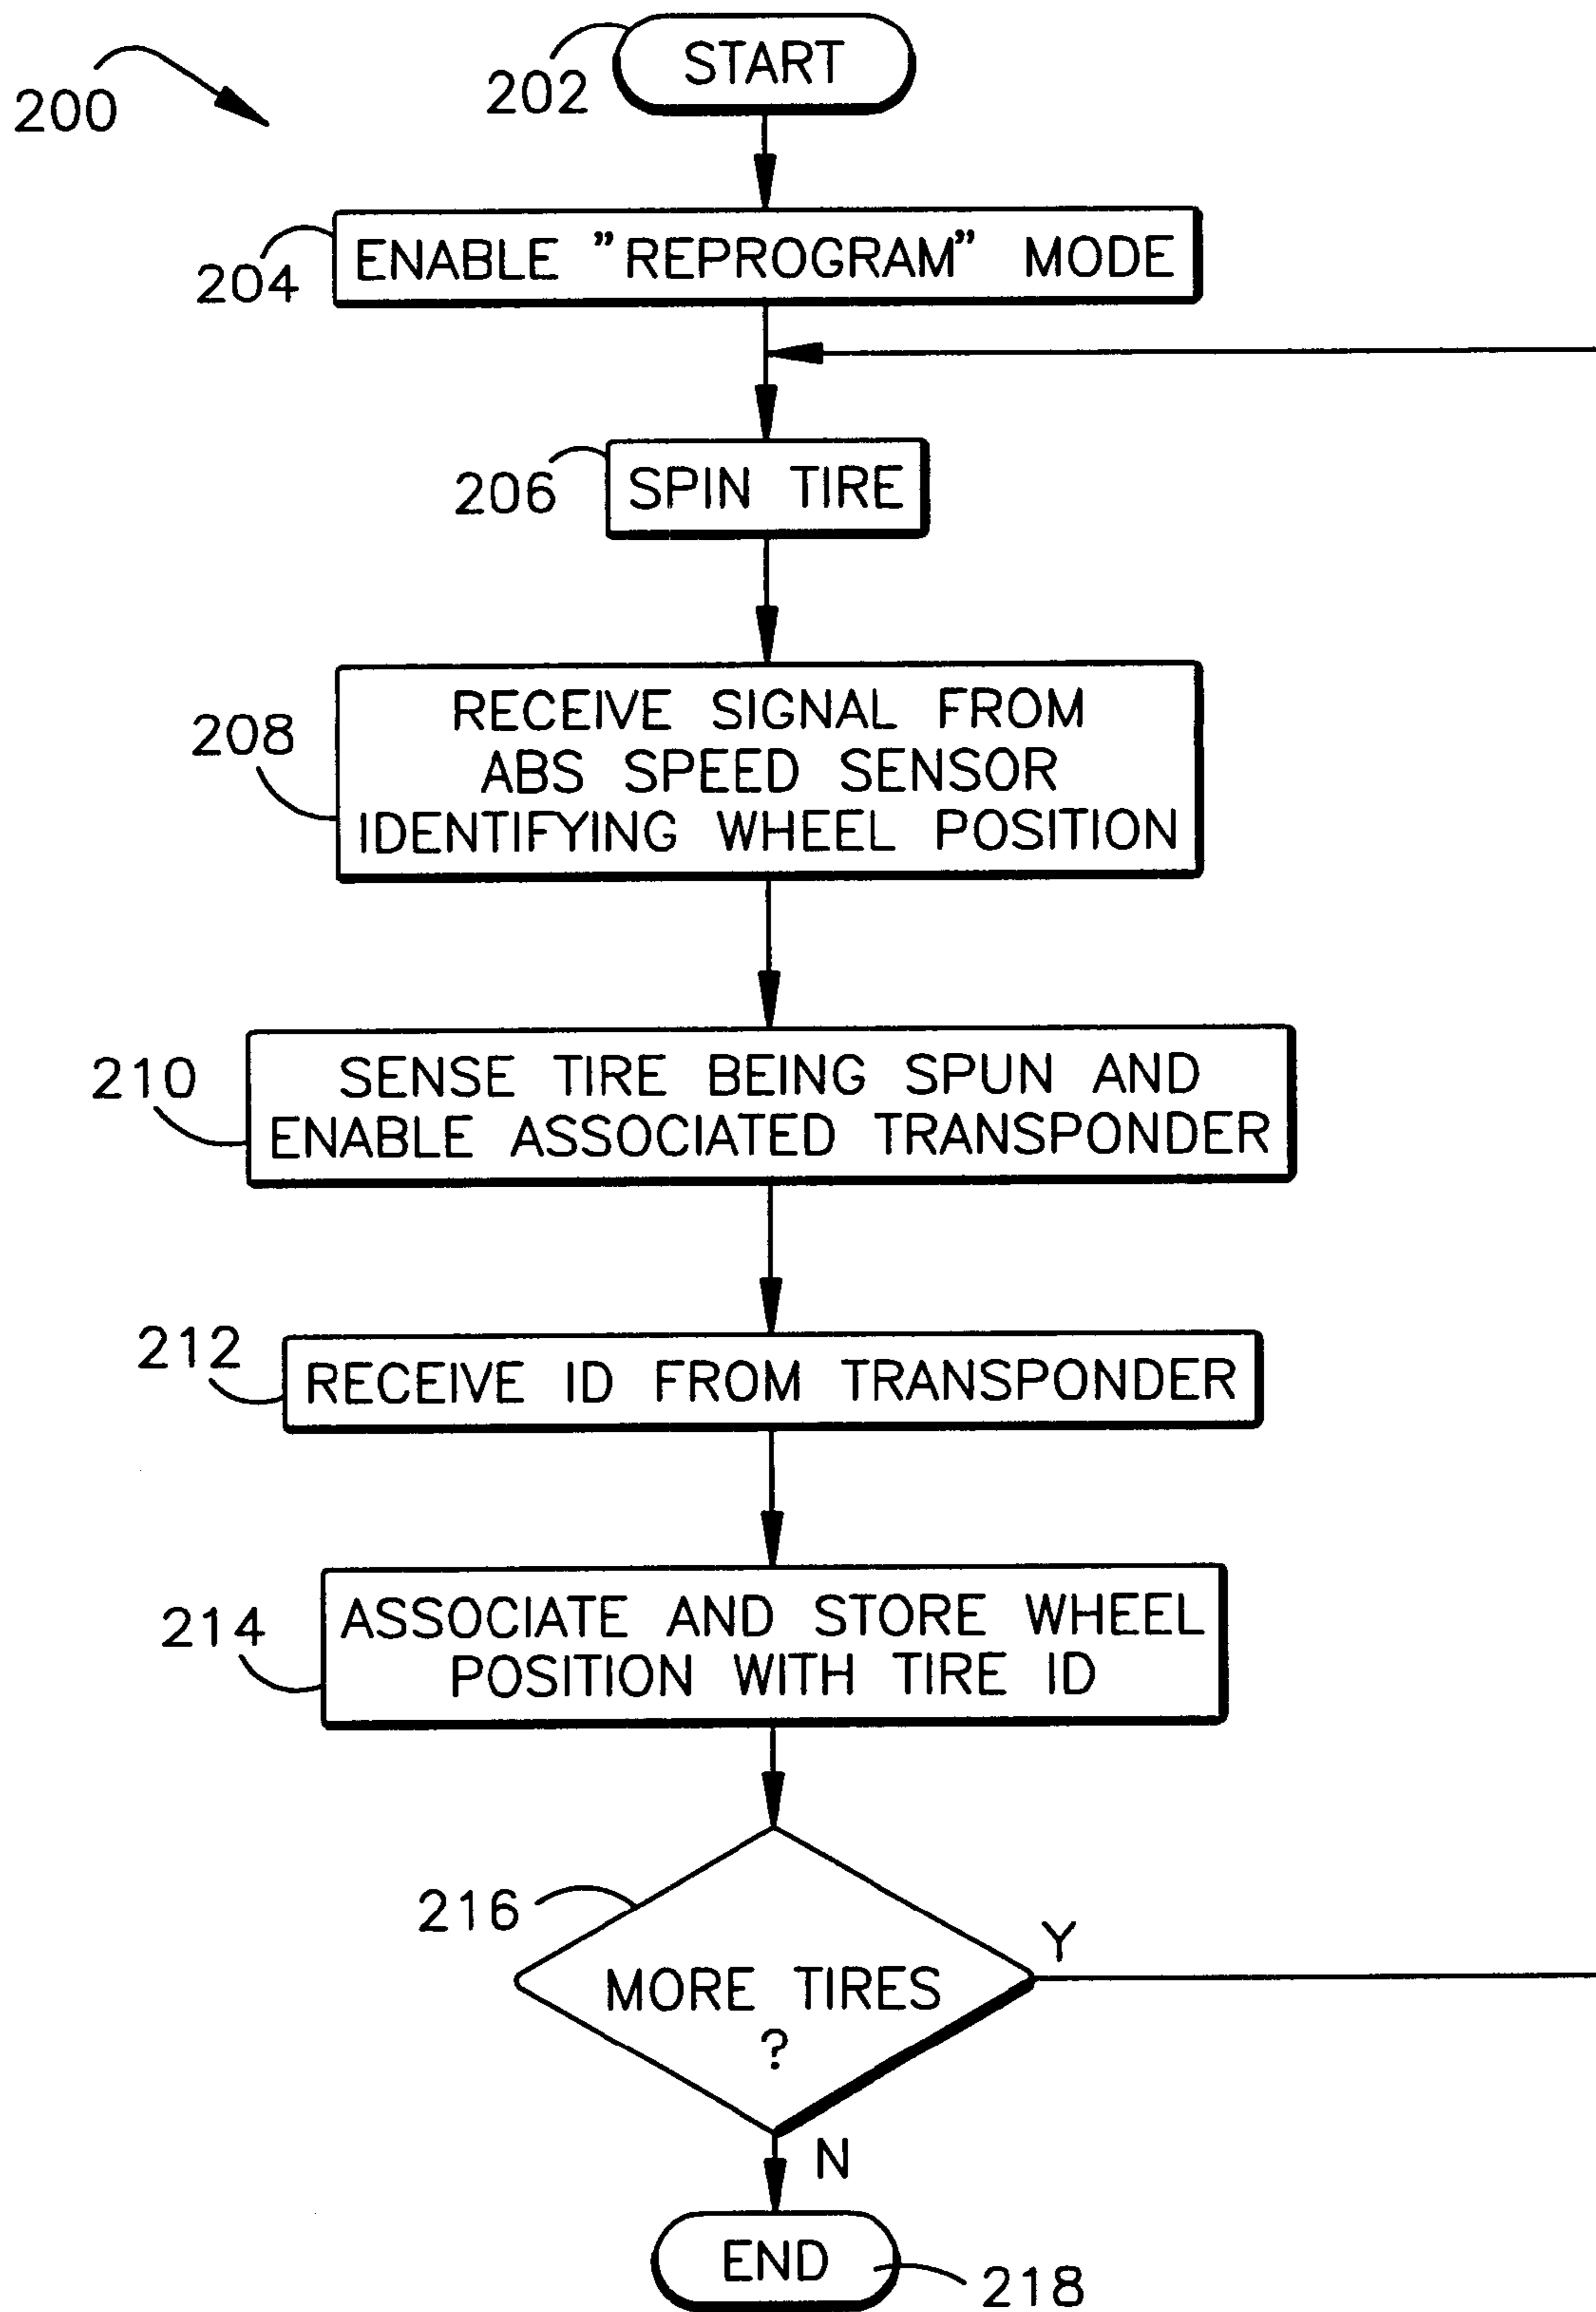 200
202
START
204
ENABLE ”REPROGRAM” MODE
206
SPIN TIRE
208
RECEIVE SIGNAL FROM
ABS SPEED SENSOR
IDENTIFYING WHEEL POSITION
210
SENSE TIRE BEING SPUN AND
ENABLE ASSOCIATED TRANSPONDER
212
RECEIVE ID FROM TRANSPONDER
214
ASSOCIATE AND STORE WHEEL
POSITION WITH TIRE ID
216
MORE TIRES
?
Y
N
END
218